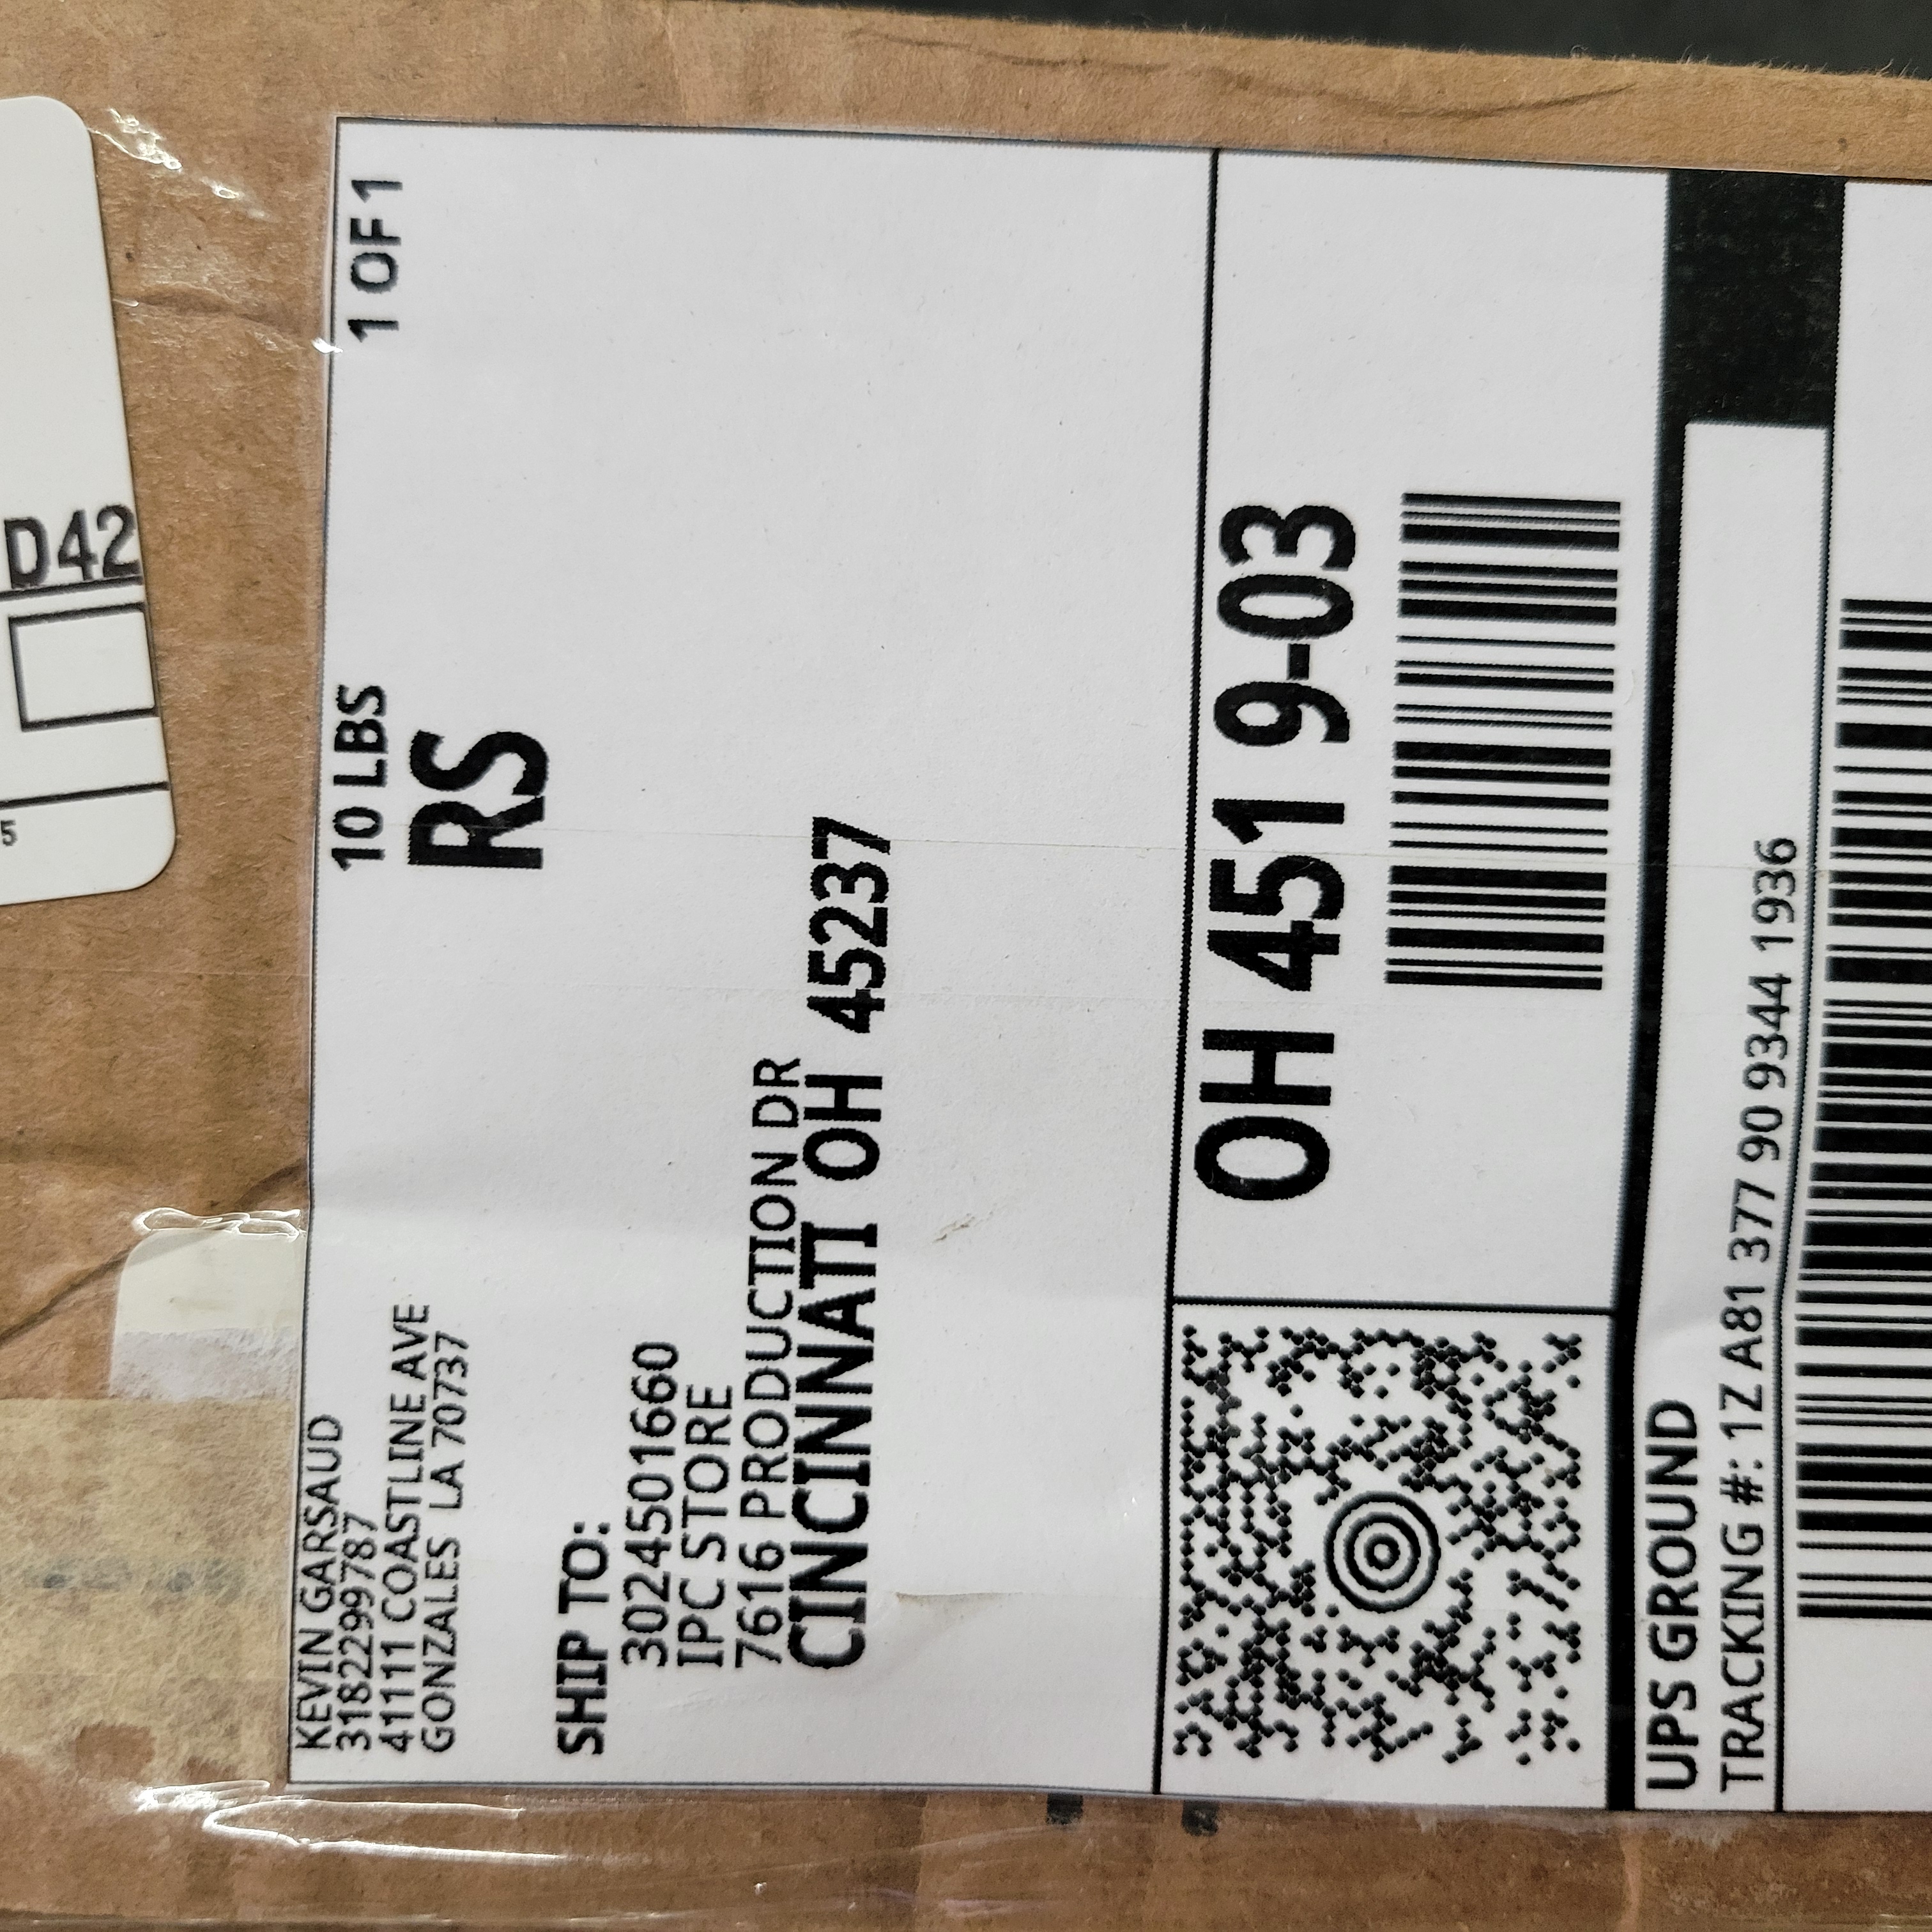 KEVIN GARSAUD
3182299787
41111 COASTLINE AVE
GONZALES LA 70737
10 LBS
1 OF 1
RS
SHIP TO:
3024501660
IPC STORE
7616 PRODUCTION DR
CINCINNATI OH 45237
OH 451 9-03
UPS GROUND
TRACKING #: 1Z A81 377 90 9344 1936
D42
5